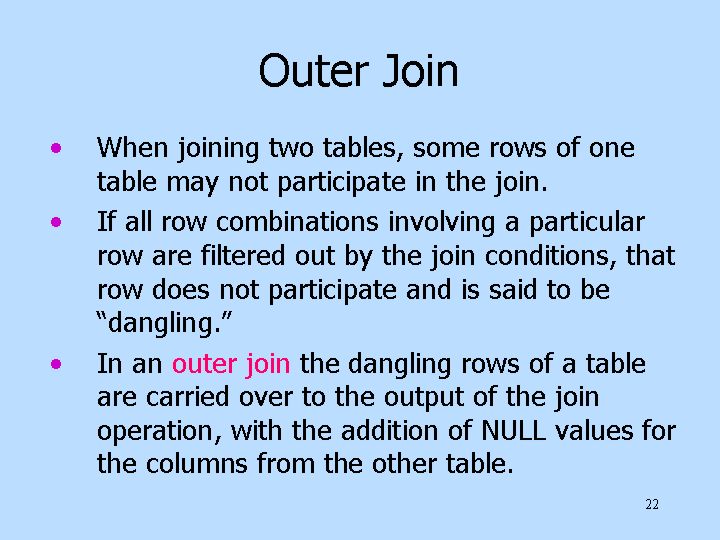 Outer Join
• When joining two tables, some rows of one
table may not participate in the join.
• If all row combinations involving a particular
row are filtered out by the join conditions, that
row does not participate and is said to be
“dangling.”
• In an outer join the dangling rows of a table
are carried over to the output of the join
operation, with the addition of NULL values for
the columns from the other table.
22